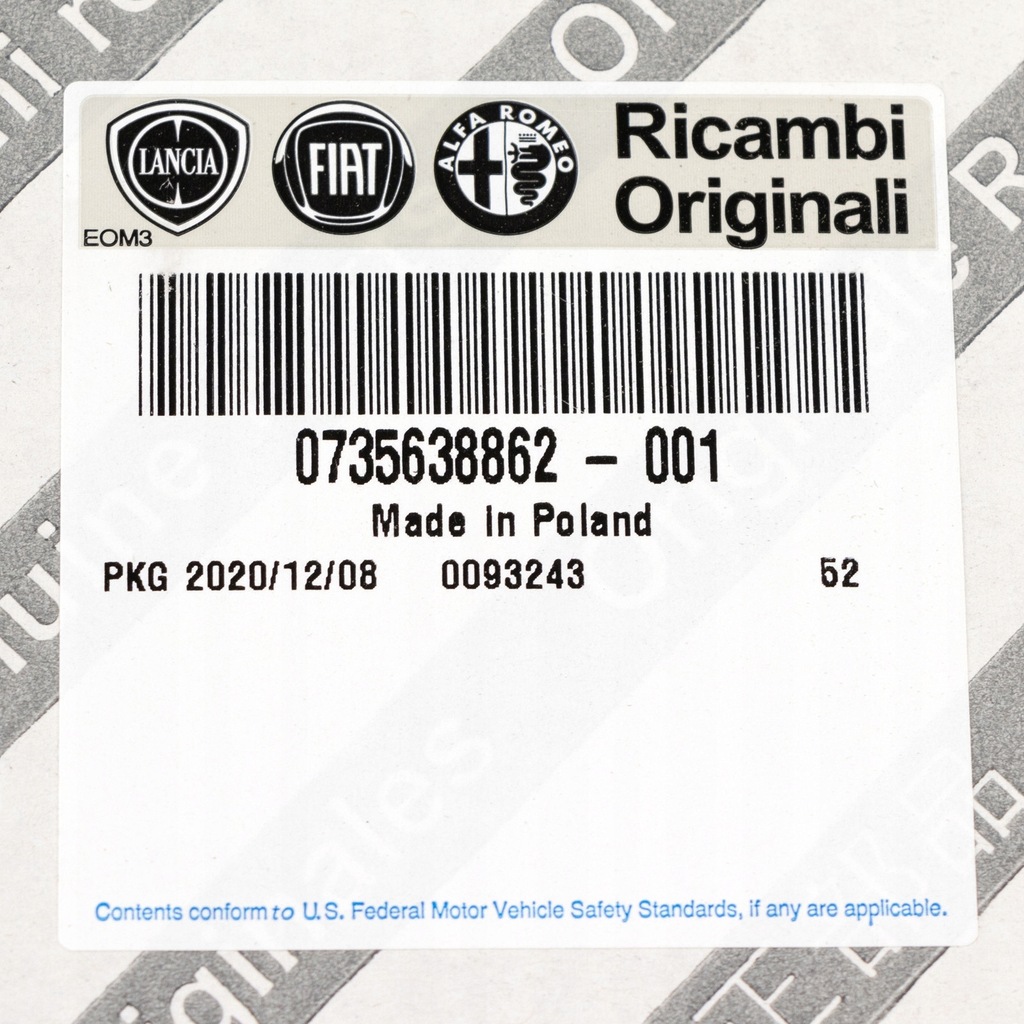 LANCIA
FIAT
ALFA ROMEO
Ricambi
Originali
EOM3
0735638862 - 001
Made in Poland
PKG 2020/12/08 0093243 52
Contents conform to U.S. Federal Motor Vehicle Safety Standards, if any are applicable.